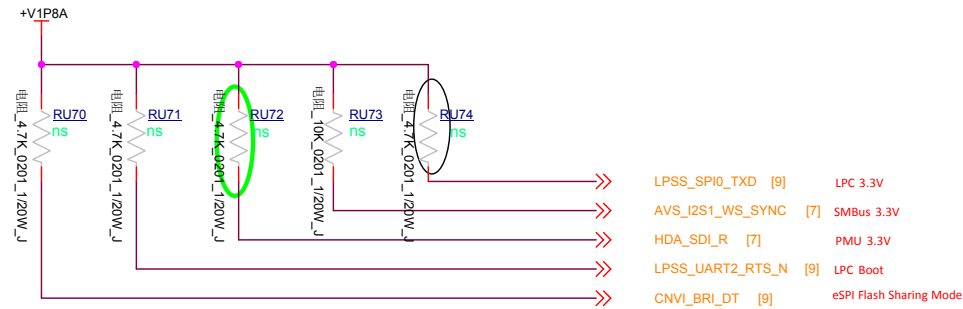 +V1P8A
电阻_4.7K_0201_1/20W_J
RU70
ns
电阻_4.7K_0201_1/20W_J
RU71
ns
电阻_4.7K_0201_1/20W_J
RU72
ns
电阻_10K_0201_1/20W_J
RU73
ns
电阻_4.7K_0201_1/20W_J
RU74
ns
LPSS_SPI0_TXD [9] LPC 3.3V
AVS_I2S1_WS_SYNC [7] SMBus 3.3V
HDA_SDI_R [7] PMU 3.3V
LPSS_UART2_RTS_N [9] LPC Boot
CNVI_BRI_DT [9] eSPI Flash Sharing Mode